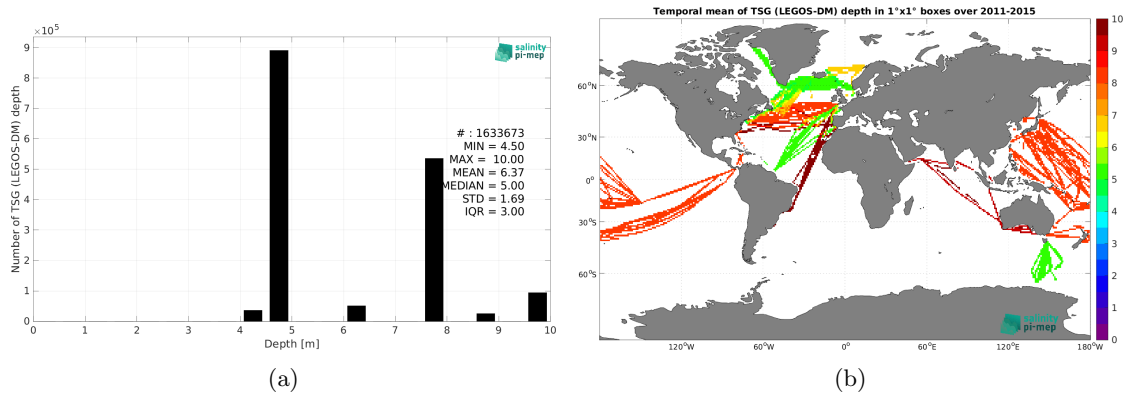 ×10^5
9
8
7
6
5
4
3
2
1
0
Number of TSG (LEGOS-DM) depth
salinity
pi-mep
# : 1633673
MIN = 4.50
MAX = 10.00
MEAN = 6.37
MEDIAN = 5.00
STD = 1.69
IQR = 3.00
0 1 2 3 4 5 6 7 8 9 10
Depth [m]
(a)
Temporal mean of TSG (LEGOS-DM) depth in 1°x1° boxes over 2011-2015
60°N
30°N
0°
30°S
60°S
120°W 60°W 0° 60°E 120°E 180°W
salinity
pi-mep
10
9
8
7
6
5
4
3
2
1
0
(b)